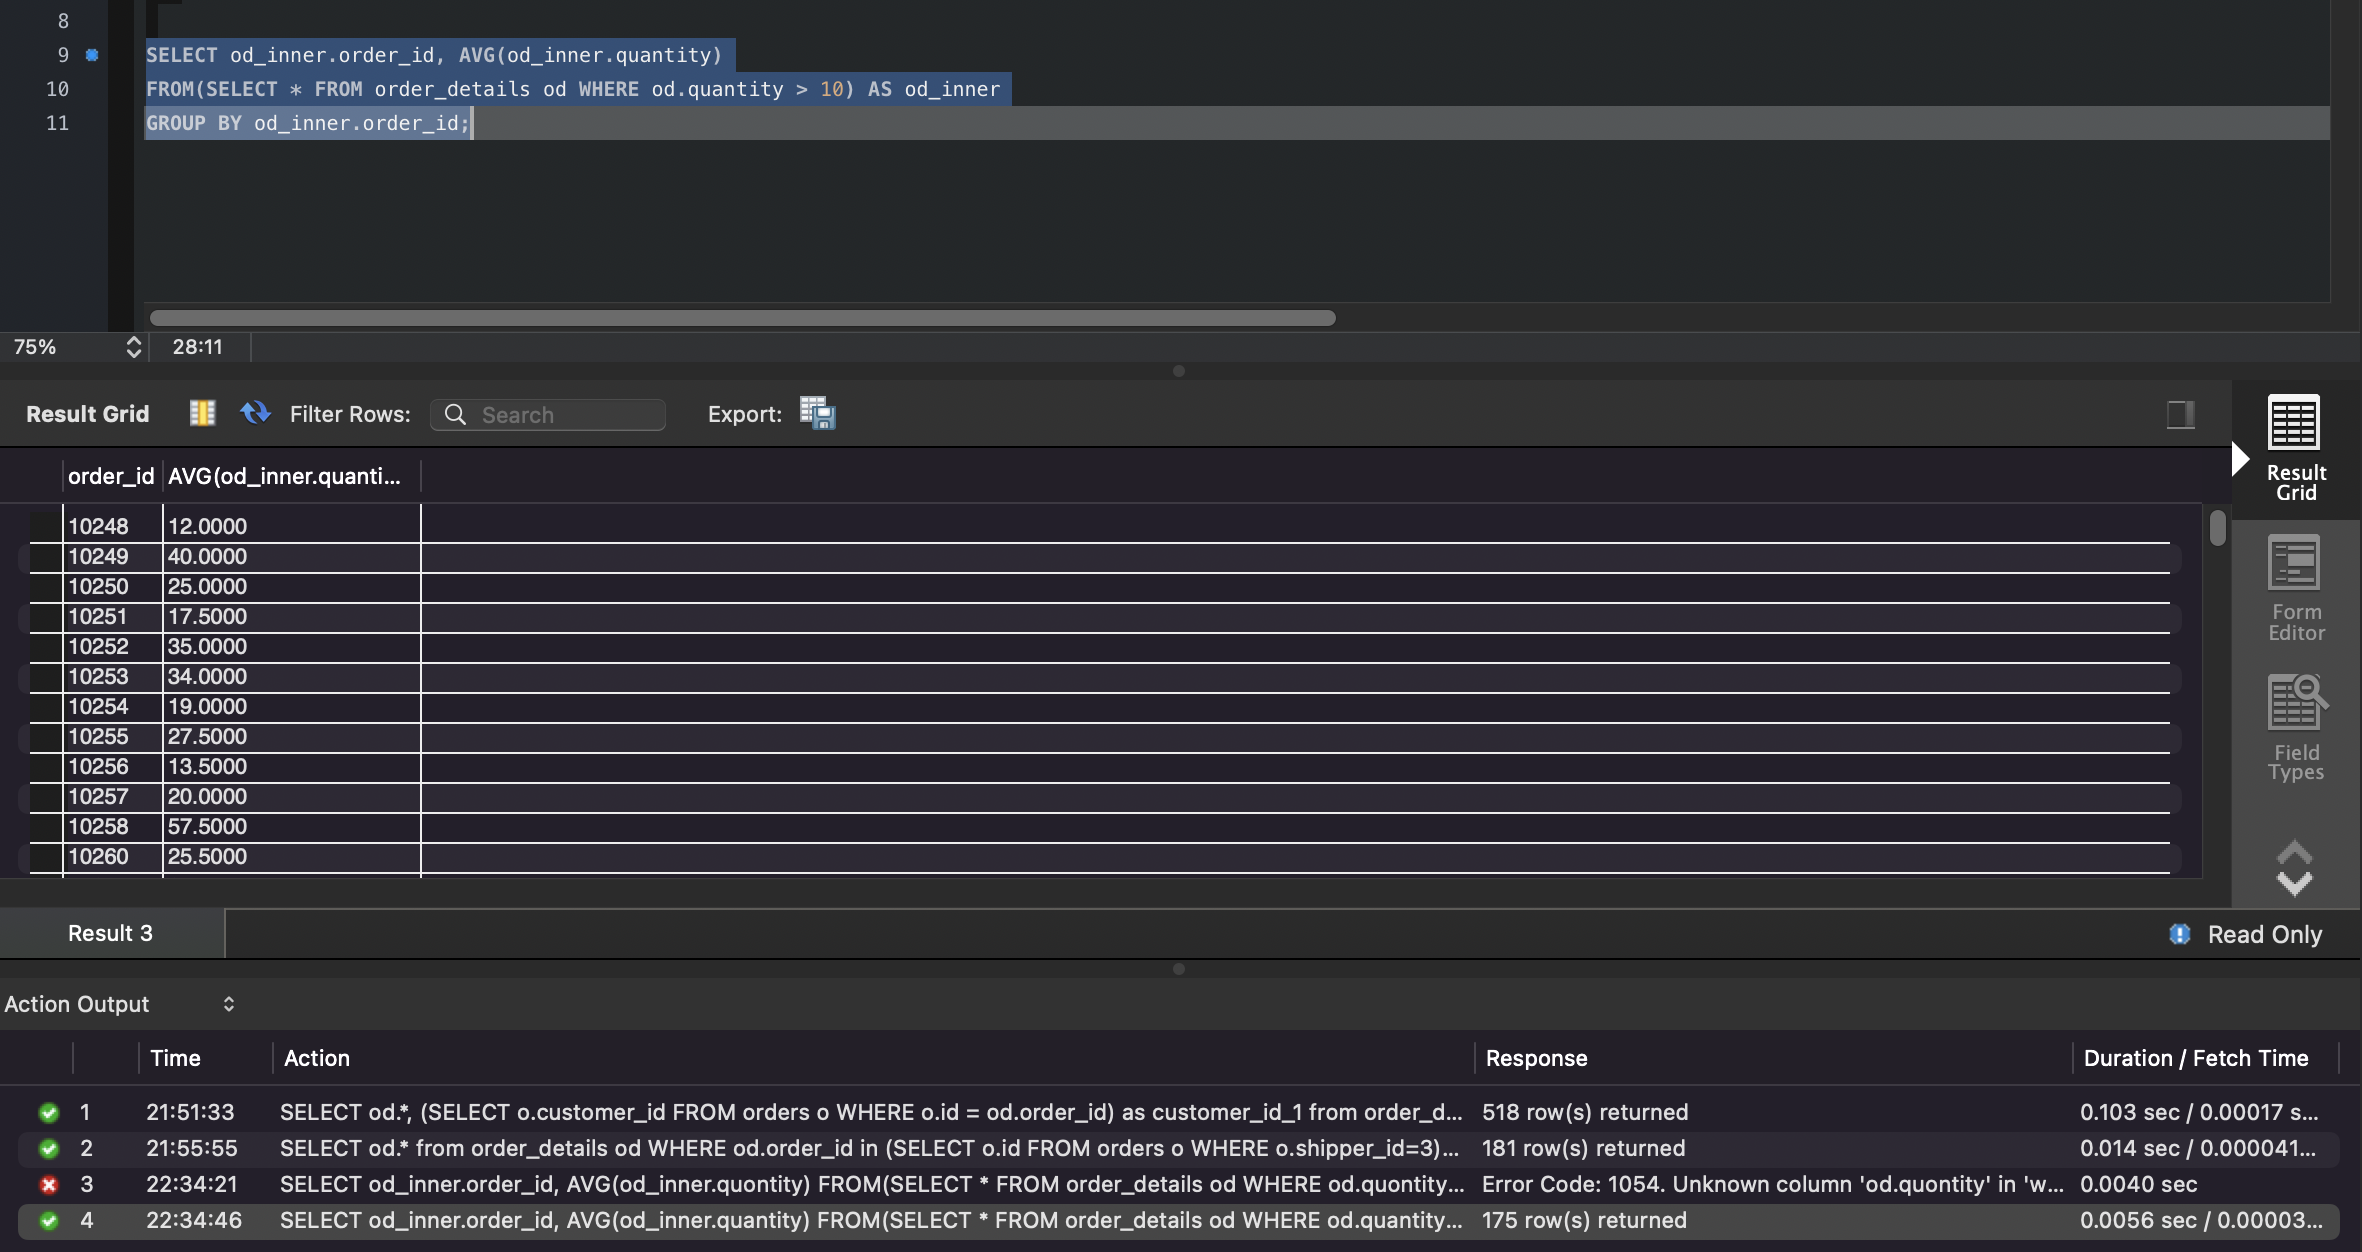 8
9 SELECT od_inner.order_id, AVG(od_inner.quantity)
10 FROM(SELECT * FROM order_details od WHERE od.quantity > 10) AS od_inner
11 GROUP BY od_inner.order_id;
75% 28:11
Result Grid Filter Rows: Search Export:
Result Grid
Form Editor
Field Types
order_id AVG(od_inner.quanti...
10248 12.0000
10249 40.0000
10250 25.0000
10251 17.5000
10252 35.0000
10253 34.0000
10254 19.0000
10255 27.5000
10256 13.5000
10257 20.0000
10258 57.5000
10260 25.5000
Result 3 Read Only
Action Output
Time Action Response Duration / Fetch Time
1 21:51:33 SELECT od.*, (SELECT o.customer_id FROM orders o WHERE o.id = od.order_id) as customer_id_1 from order_d... 518 row(s) returned 0.103 sec / 0.00017 s...
2 21:55:55 SELECT od.* from order_details od WHERE od.order_id in (SELECT o.id FROM orders o WHERE o.shipper_id=3)... 181 row(s) returned 0.014 sec / 0.000041...
3 22:34:21 SELECT od_inner.order_id, AVG(od_inner.quontity) FROM(SELECT * FROM order_details od WHERE od.quontity... Error Code: 1054. Unknown column 'od.quontity' in 'w... 0.0040 sec
4 22:34:46 SELECT od_inner.order_id, AVG(od_inner.quantity) FROM(SELECT * FROM order_details od WHERE od.quantity... 175 row(s) returned 0.0056 sec / 0.00003...